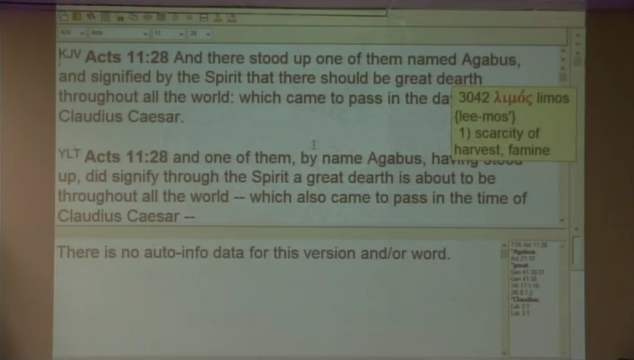 KJV Acts 11:28 And there stood up one of them named Agabus,
and signified by the Spirit that there should be great dearth
throughout all the world: which came to pass in the da
Claudius Caesar.
3042 λιμός limos
{lee-mos'}
1) scarcity of
harvest, famine
YLT Acts 11:28 and one of them, by name Agabus, having stood
up, did signify through the Spirit a great dearth is about to be
throughout all the world -- which also came to pass in the time of
Claudius Caesar --
There is no auto-info data for this version and/or word.